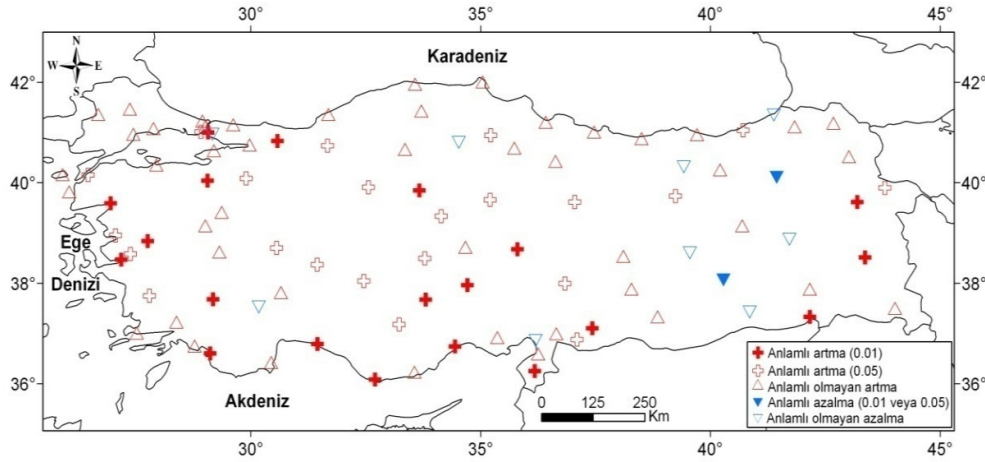 30° 35° 40° 45°
N
W E
S
Karadeniz
42° 42°
40° 40°
Ege
Denizi
38° 38°
36° 36°
Akdeniz
Anlamlı artma (0.01)
Anlamlı artma (0.05)
Anlamlı olmayan artma
Anlamlı azalma (0.01 veya 0.05)
Anlamlı olmayan azalma
0 125 250
Km
30° 35° 40° 45°